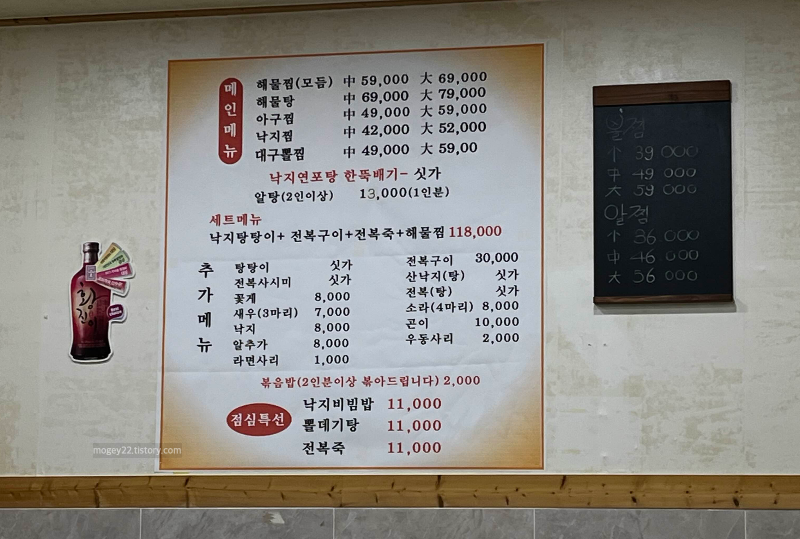 메인메뉴
해물찜(모듬) 中 59,000 大 69,000
해물탕 中 69,000 大 79,000
아구찜 中 49,000 大 59,000
낙지찜 中 42,000 大 52,000
대구뽈찜 中 49,000 大 59,00
낙지연포탕 한뚝배기- 싯가
알탕(2인이상) 13,000(1인분)
세트메뉴
낙지탕탕이+ 전복구이+전복죽+해물찜 118,000
추가메뉴
탕탕이 싯가
전복사시미 싯가
꽃게 8,000
새우(3마리) 7,000
낙지 8,000
알추가 8,000
라면사리 1,000
전복구이 30,000
산낙지(탕) 싯가
전복(탕) 싯가
소라(4마리) 8,000
곤이 10,000
우동사리 2,000
볶음밥(2인분이상 볶아드립니다) 2,000
점심특선
낙지비빔밥 11,000
뽈데기탕 11,000
전복죽 11,000
小 39 000
中 49 000
大 59 000
알찜
小 36 000
中 46 000
大 56 000
황진이
mogey22.tistory.com